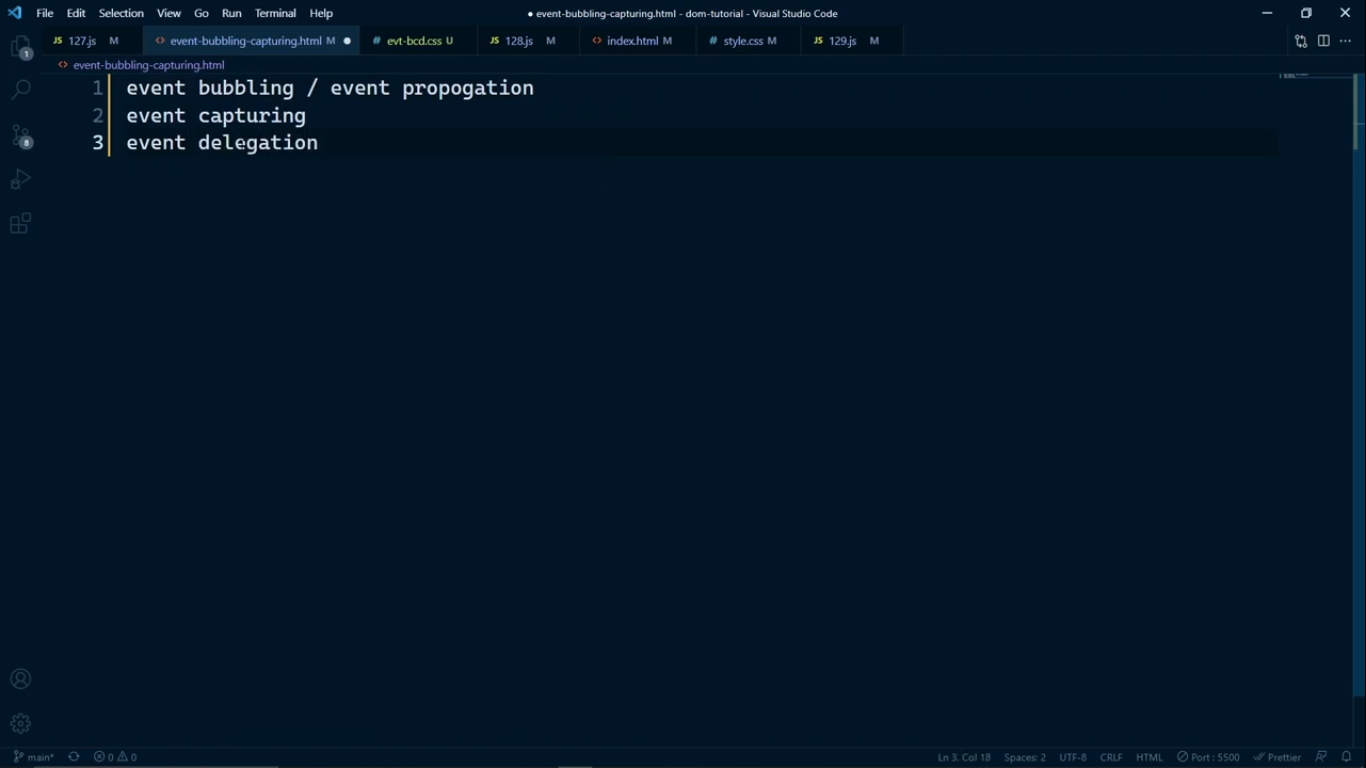 File Edit Selection View Go Run Terminal Help
● event-bubbling-capturing.html - dom-tutorial - Visual Studio Code
JS 127.js M
<> event-bubbling-capturing.html M ●
# evt-bcd.css U
JS 128.js M
<> index.html M
# style.css M
JS 129.js M
<> event-bubbling-capturing.html
1 event bubbling / event propogation
2 event capturing
3 event delegation
1
8
main* 0 0
Ln 3, Col 18 Spaces: 2 UTF-8 CRLF HTML Port : 5500 Prettier